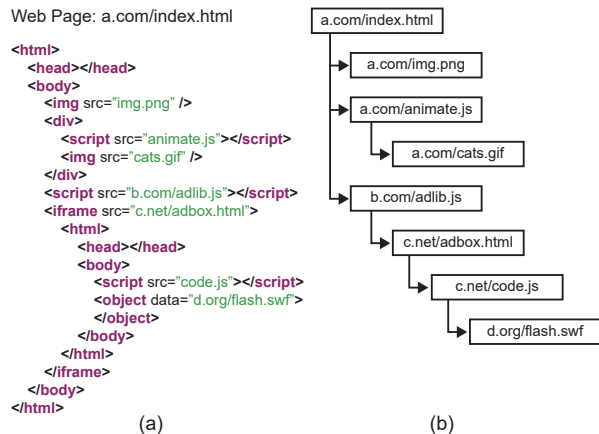 Web Page: a.com/index.html
<html>
<head></head>
<body>
<img src="img.png" />
<div>
<script src="animate.js"></script>
<img src="cats.gif" />
</div>
<script src="b.com/adlib.js"></script>
<iframe src="c.net/adbox.html">
<html>
<head></head>
<body>
<script src="code.js"></script>
<object data="d.org/flash.swf">
</object>
</body>
</html>
</iframe>
</body>
</html>
(a)
a.com/index.html
a.com/img.png
a.com/animate.js
a.com/cats.gif
b.com/adlib.js
c.net/adbox.html
c.net/code.js
d.org/flash.swf
(b)